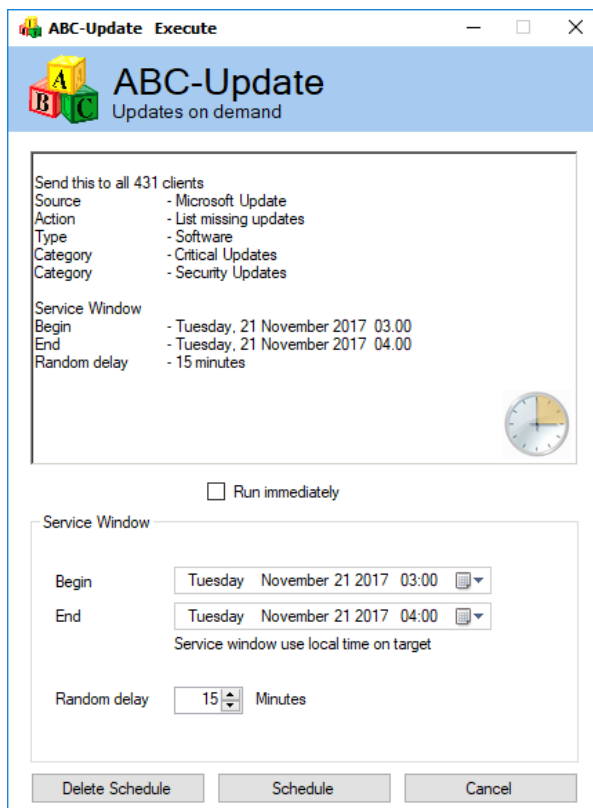 ABC-Update Execute
A
B C
ABC-Update
Updates on demand
Send this to all 431 clients
Source - Microsoft Update
Action - List missing updates
Type - Software
Category - Critical Updates
Category - Security Updates
Service Window
Begin - Tuesday, 21 November 2017 03.00
End - Tuesday, 21 November 2017 04.00
Random delay - 15 minutes
Run immediately
Service Window
Begin Tuesday November 21 2017 03:00
End Tuesday November 21 2017 04:00
Service window use local time on target
Random delay 15 Minutes
Delete Schedule Schedule Cancel